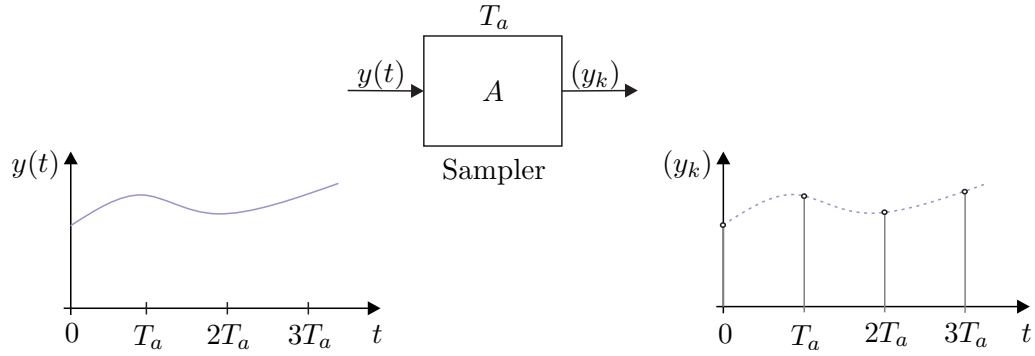 T_a
y(t)
A
(y_k)
Sampler
y(t)
0 T_a 2T_a 3T_a t
(y_k)
0 T_a 2T_a 3T_a t